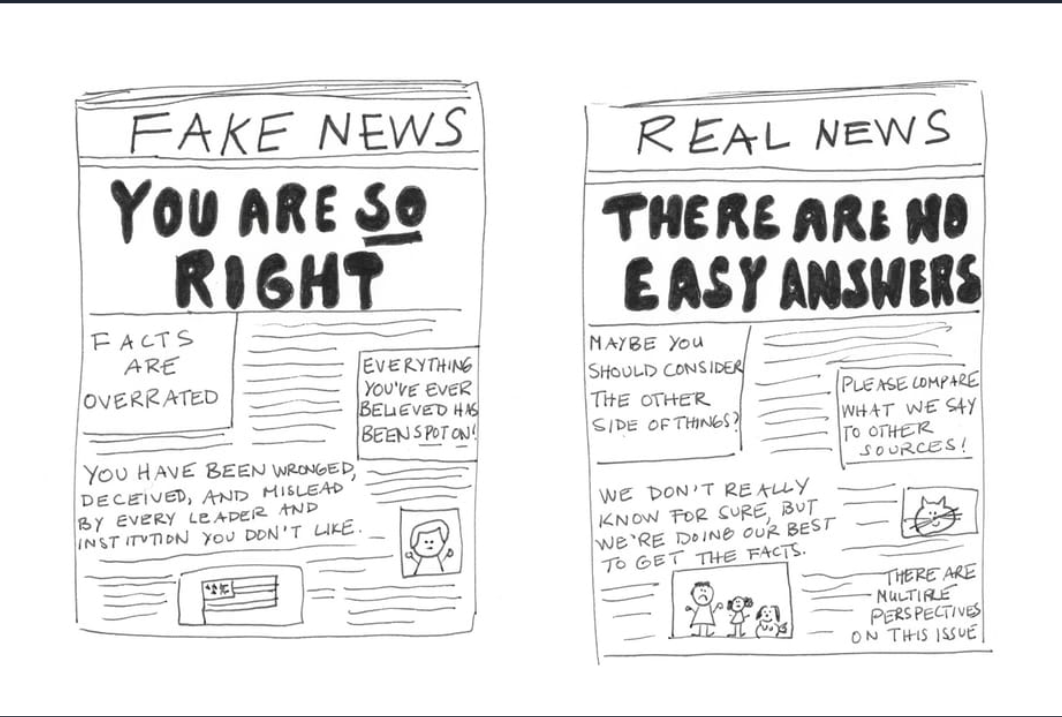 FAKE NEWS
YOU ARE SO
RIGHT
FACTS
ARE
OVERRATED
EVERYTHING
YOU'VE EVER
BELIEVED HAS
BEEN SPOT ON!
YOU HAVE BEEN WRONGED,
DECEIVED, AND MISLEAD
BY EVERY LEADER AND
INSTITUTION YOU DON'T LIKE.
REAL NEWS
THERE ARE NO
EASY ANSWERS
MAYBE YOU
SHOULD CONSIDER
THE OTHER
SIDE OF THINGS?
PLEASE COMPARE
WHAT WE SAY
TO OTHER
SOURCES!
WE DON'T REALLY
KNOW FOR SURE, BUT
WE'RE DOING OUR BEST
TO GET THE FACTS.
THERE ARE
MULTIPLE
PERSPECTIVES
ON THIS ISSUE